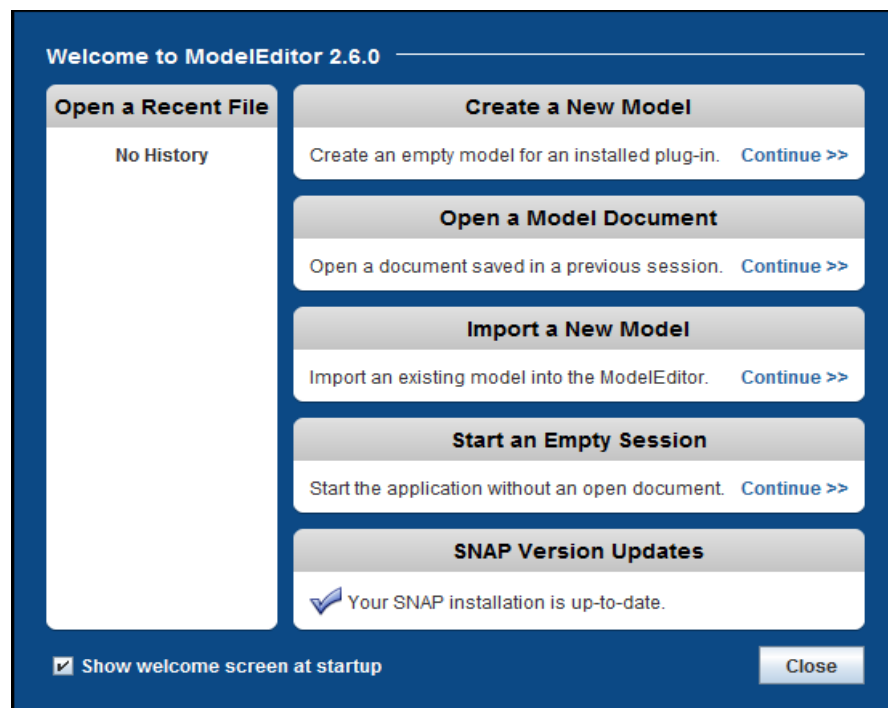 Welcome to ModelEditor 2.6.0
Open a Recent File
No History
Create a New Model
Create an empty model for an installed plug-in. Continue >>
Open a Model Document
Open a document saved in a previous session. Continue >>
Import a New Model
Import an existing model into the ModelEditor. Continue >>
Start an Empty Session
Start the application without an open document. Continue >>
SNAP Version Updates
Your SNAP installation is up-to-date.
Show welcome screen at startup
Close